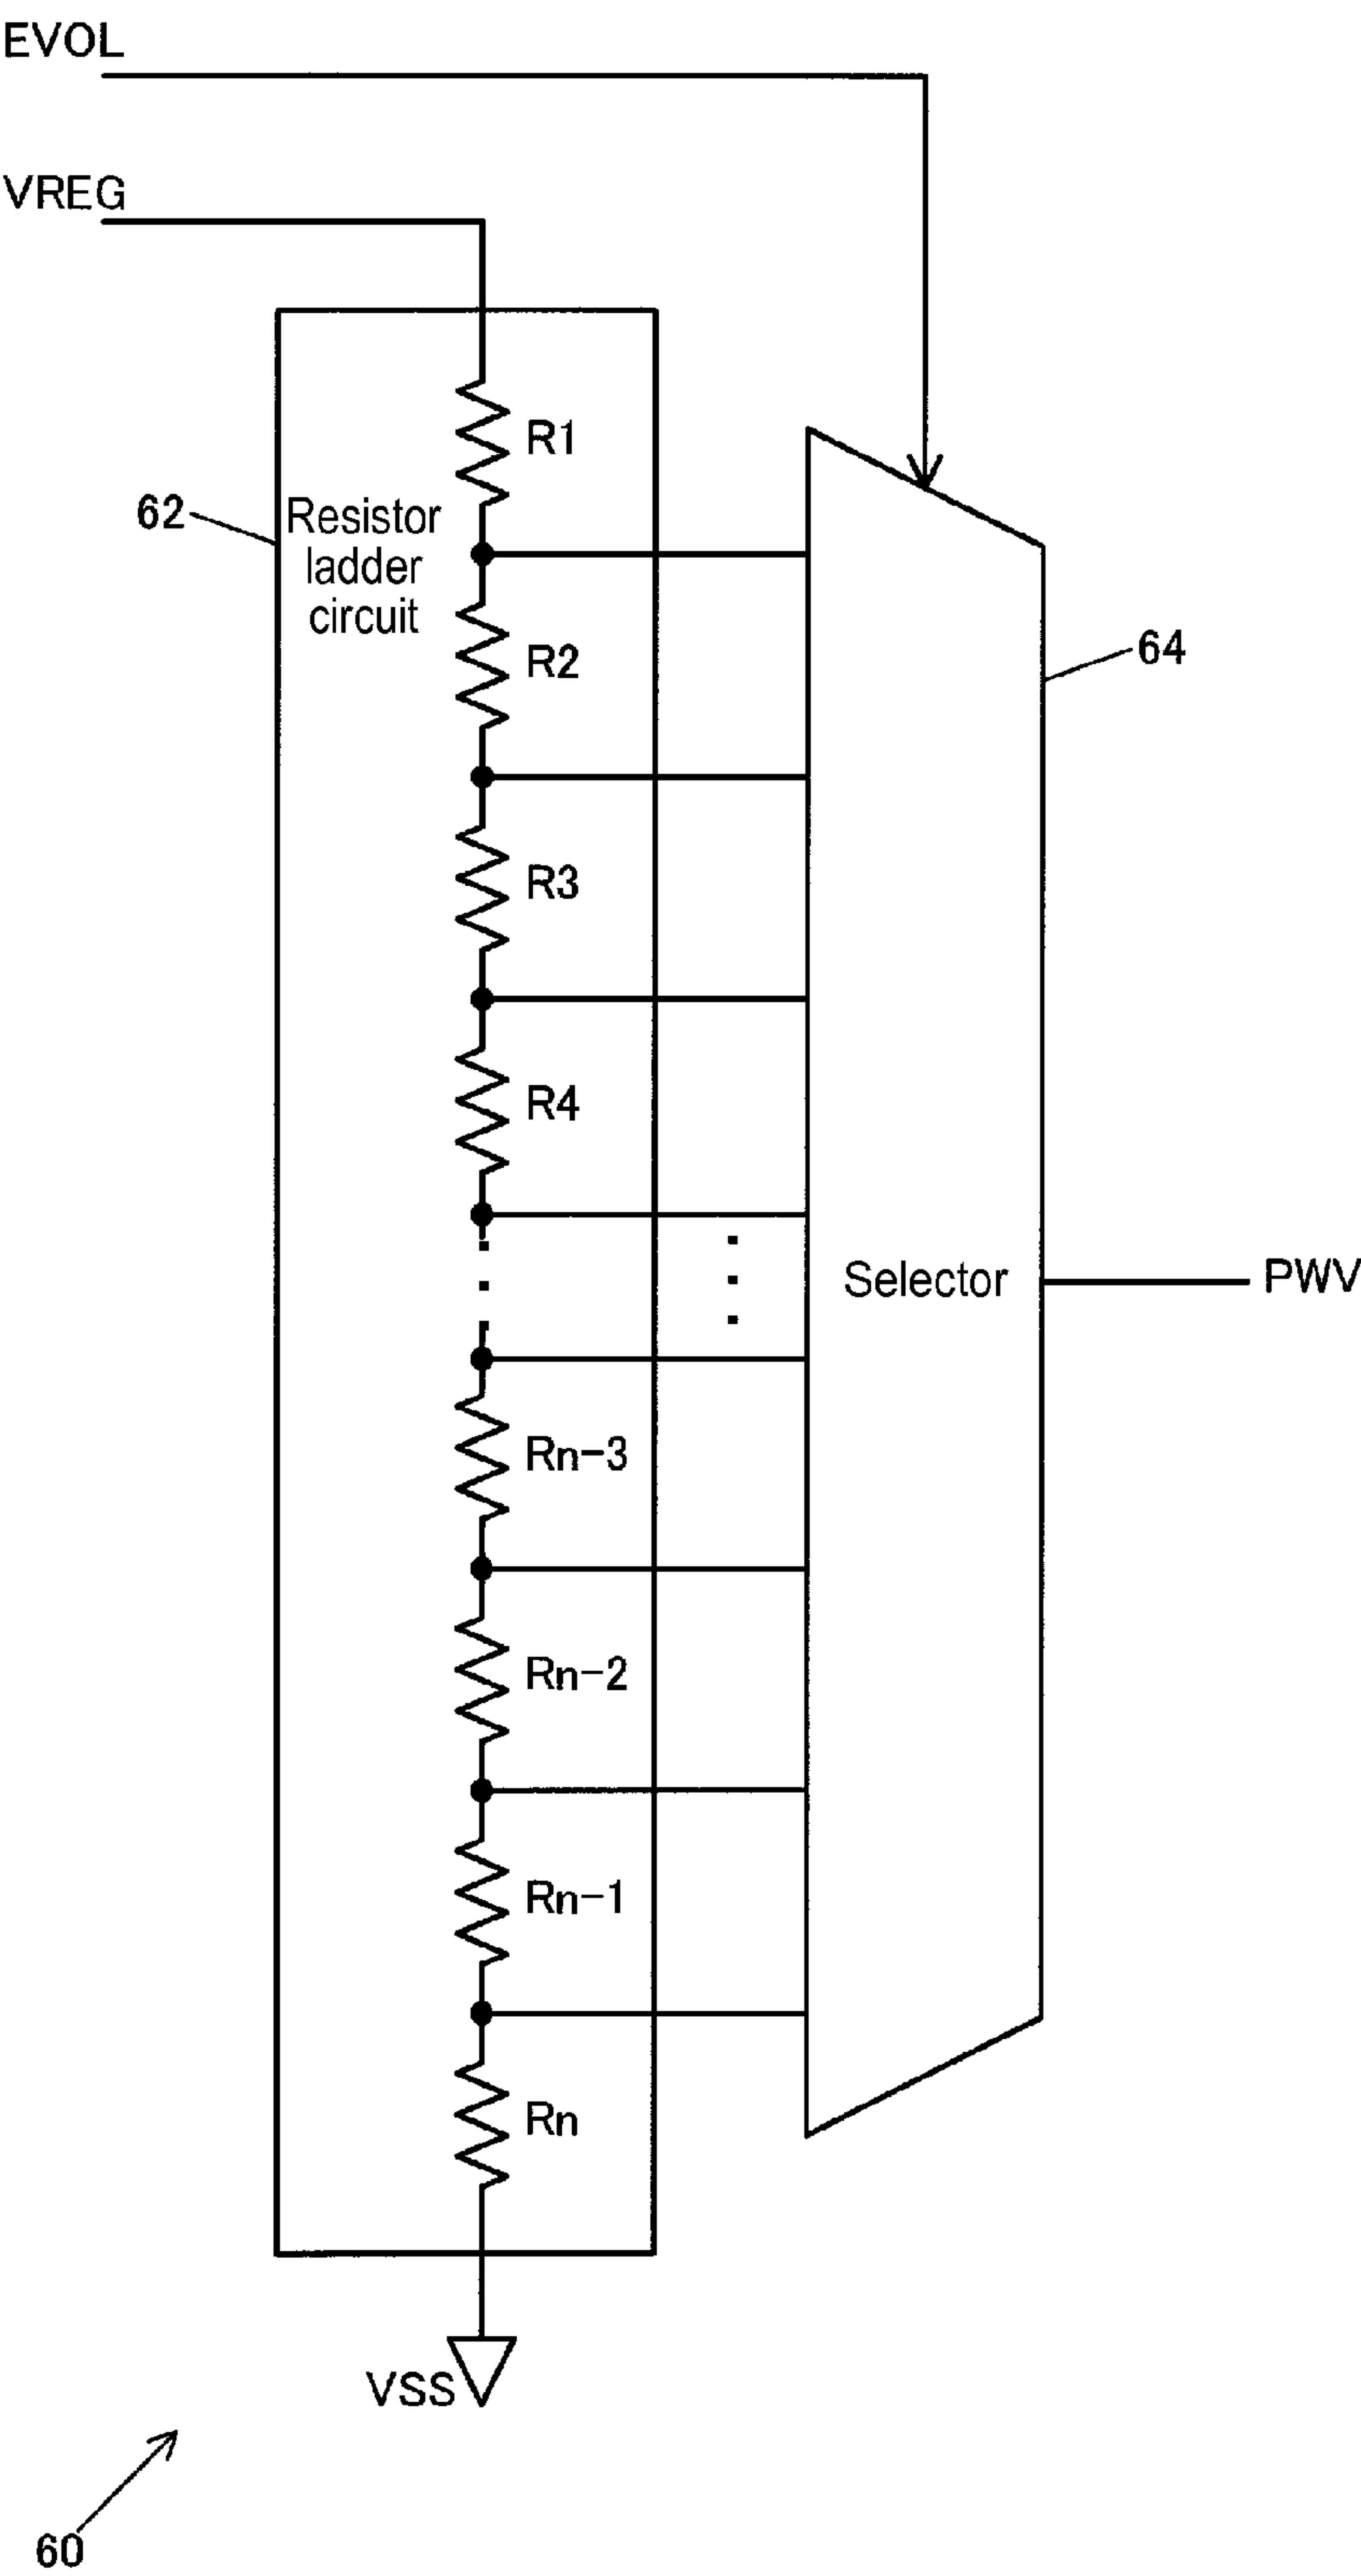 EVOL
VREG
R1
62
Resistor
ladder
circuit
R2
64
R3
R4
Selector
PWV
Rn-3
Rn-2
Rn-1
Rn
VSS
60